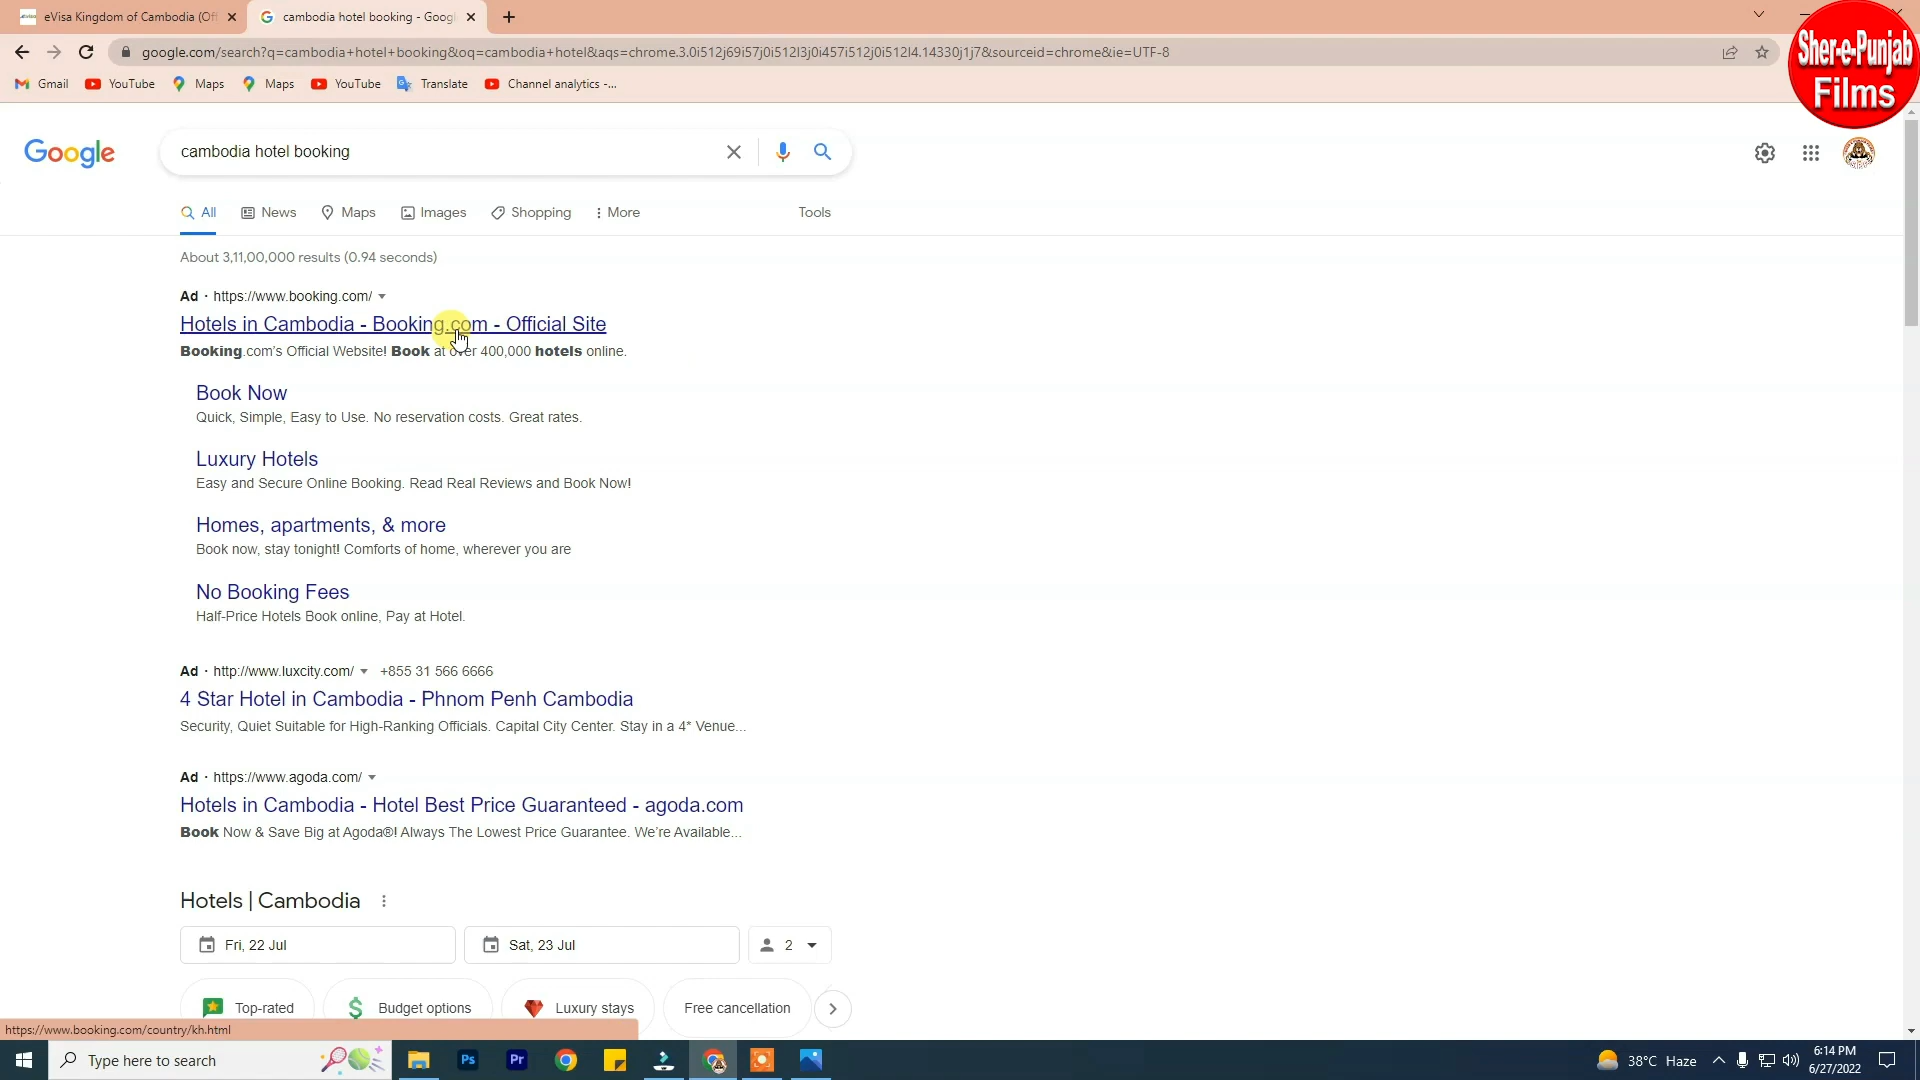 eVisa Kingdom of Cambodia (Off
cambodia hotel booking - Googl
google.com/search?q=cambodia+hotel+booking&oq=cambodia+hotel&aqs=chrome.3.0i512j69i57j0i512l3j0i457i512j0i512l4.14330j1j7&sourceid=chrome&ie=UTF-8
Gmail YouTube Maps Maps YouTube Translate Channel analytics -...
Sher-e-Punjab
Films
Google
cambodia hotel booking
All News Maps Images Shopping More Tools
About 3,11,00,000 results (0.94 seconds)
Ad · https://www.booking.com/
Hotels in Cambodia - Booking.com - Official Site
Booking.com's Official Website! Book at over 400,000 hotels online.
Book Now
Quick, Simple, Easy to Use. No reservation costs. Great rates.
Luxury Hotels
Easy and Secure Online Booking. Read Real Reviews and Book Now!
Homes, apartments, & more
Book now, stay tonight! Comforts of home, wherever you are
No Booking Fees
Half-Price Hotels Book online, Pay at Hotel.
Ad · http://www.luxcity.com/ +855 31 566 6666
4 Star Hotel in Cambodia - Phnom Penh Cambodia
Security, Quiet Suitable for High-Ranking Officials. Capital City Center. Stay in a 4* Venue...
Ad · https://www.agoda.com/
Hotels in Cambodia - Hotel Best Price Guaranteed - agoda.com
Book Now & Save Big at Agoda®! Always The Lowest Price Guarantee. We're Available...
Hotels | Cambodia
Fri, 22 Jul Sat, 23 Jul 2
Top-rated Budget options Luxury stays Free cancellation
https://www.booking.com/country/kh.html
Type here to search Ps Pr 38°C Haze 6:14 PM
6/27/2022